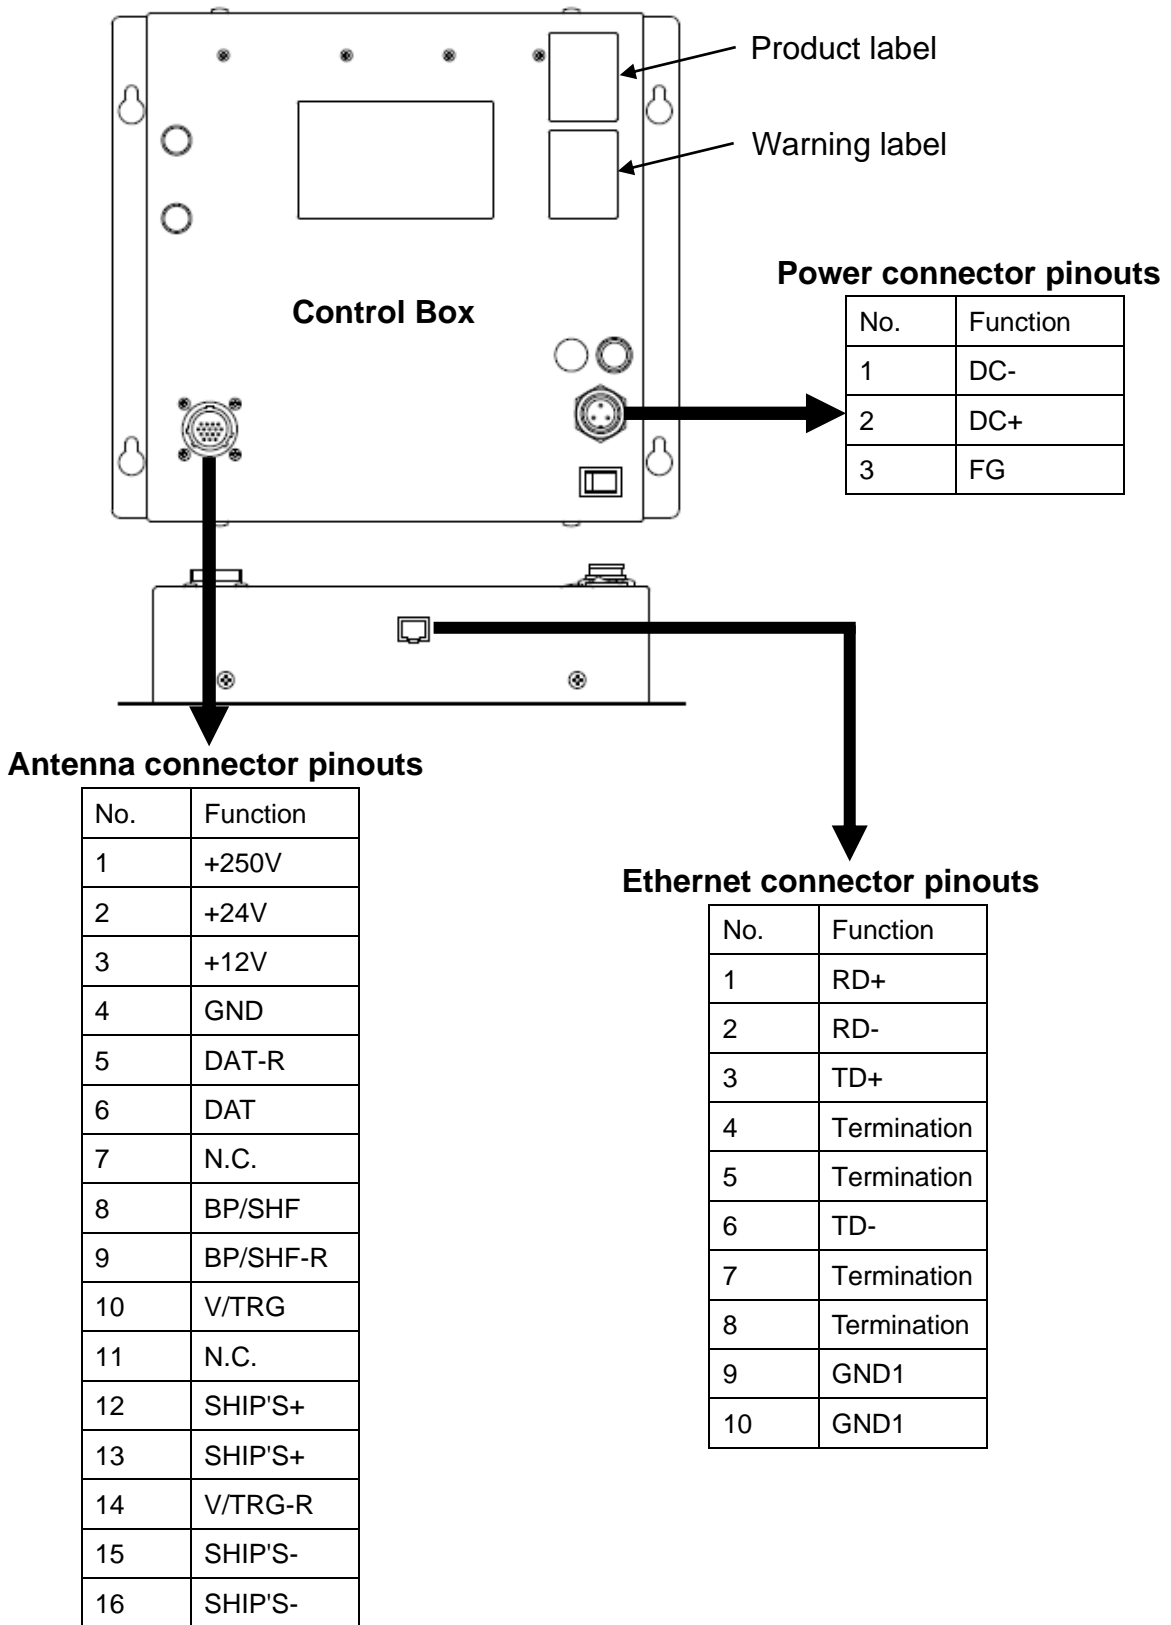 Product label
Warning label
Control Box
Power connector pinouts
No. Function
1 DC-
2 DC+
3 FG
Antenna connector pinouts
No. Function
1 +250V
2 +24V
3 +12V
4 GND
5 DAT-R
6 DAT
7 N.C.
8 BP/SHF
9 BP/SHF-R
10 V/TRG
11 N.C.
12 SHIP'S+
13 SHIP'S+
14 V/TRG-R
15 SHIP'S-
16 SHIP'S-
Ethernet connector pinouts
No. Function
1 RD+
2 RD-
3 TD+
4 Termination
5 Termination
6 TD-
7 Termination
8 Termination
9 GND1
10 GND1